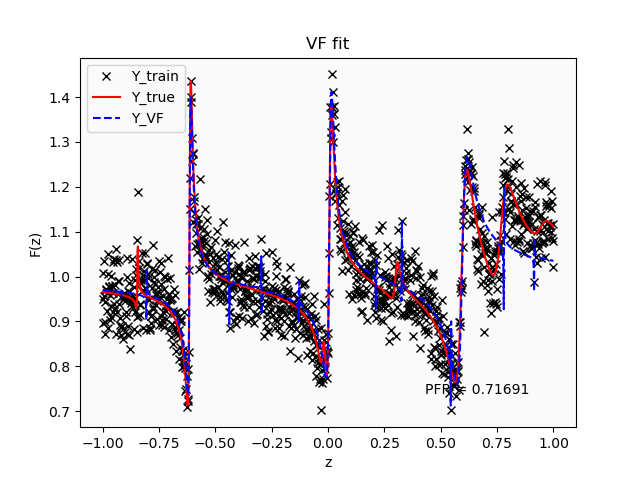 VF fit
Y_train
Y_true
Y_VF
F(z)
1.4
1.3
1.2
1.1
1.0
0.9
0.8
0.7
PFR = 0.71691
−1.00 −0.75 −0.50 −0.25 0.00 0.25 0.50 0.75 1.00
z